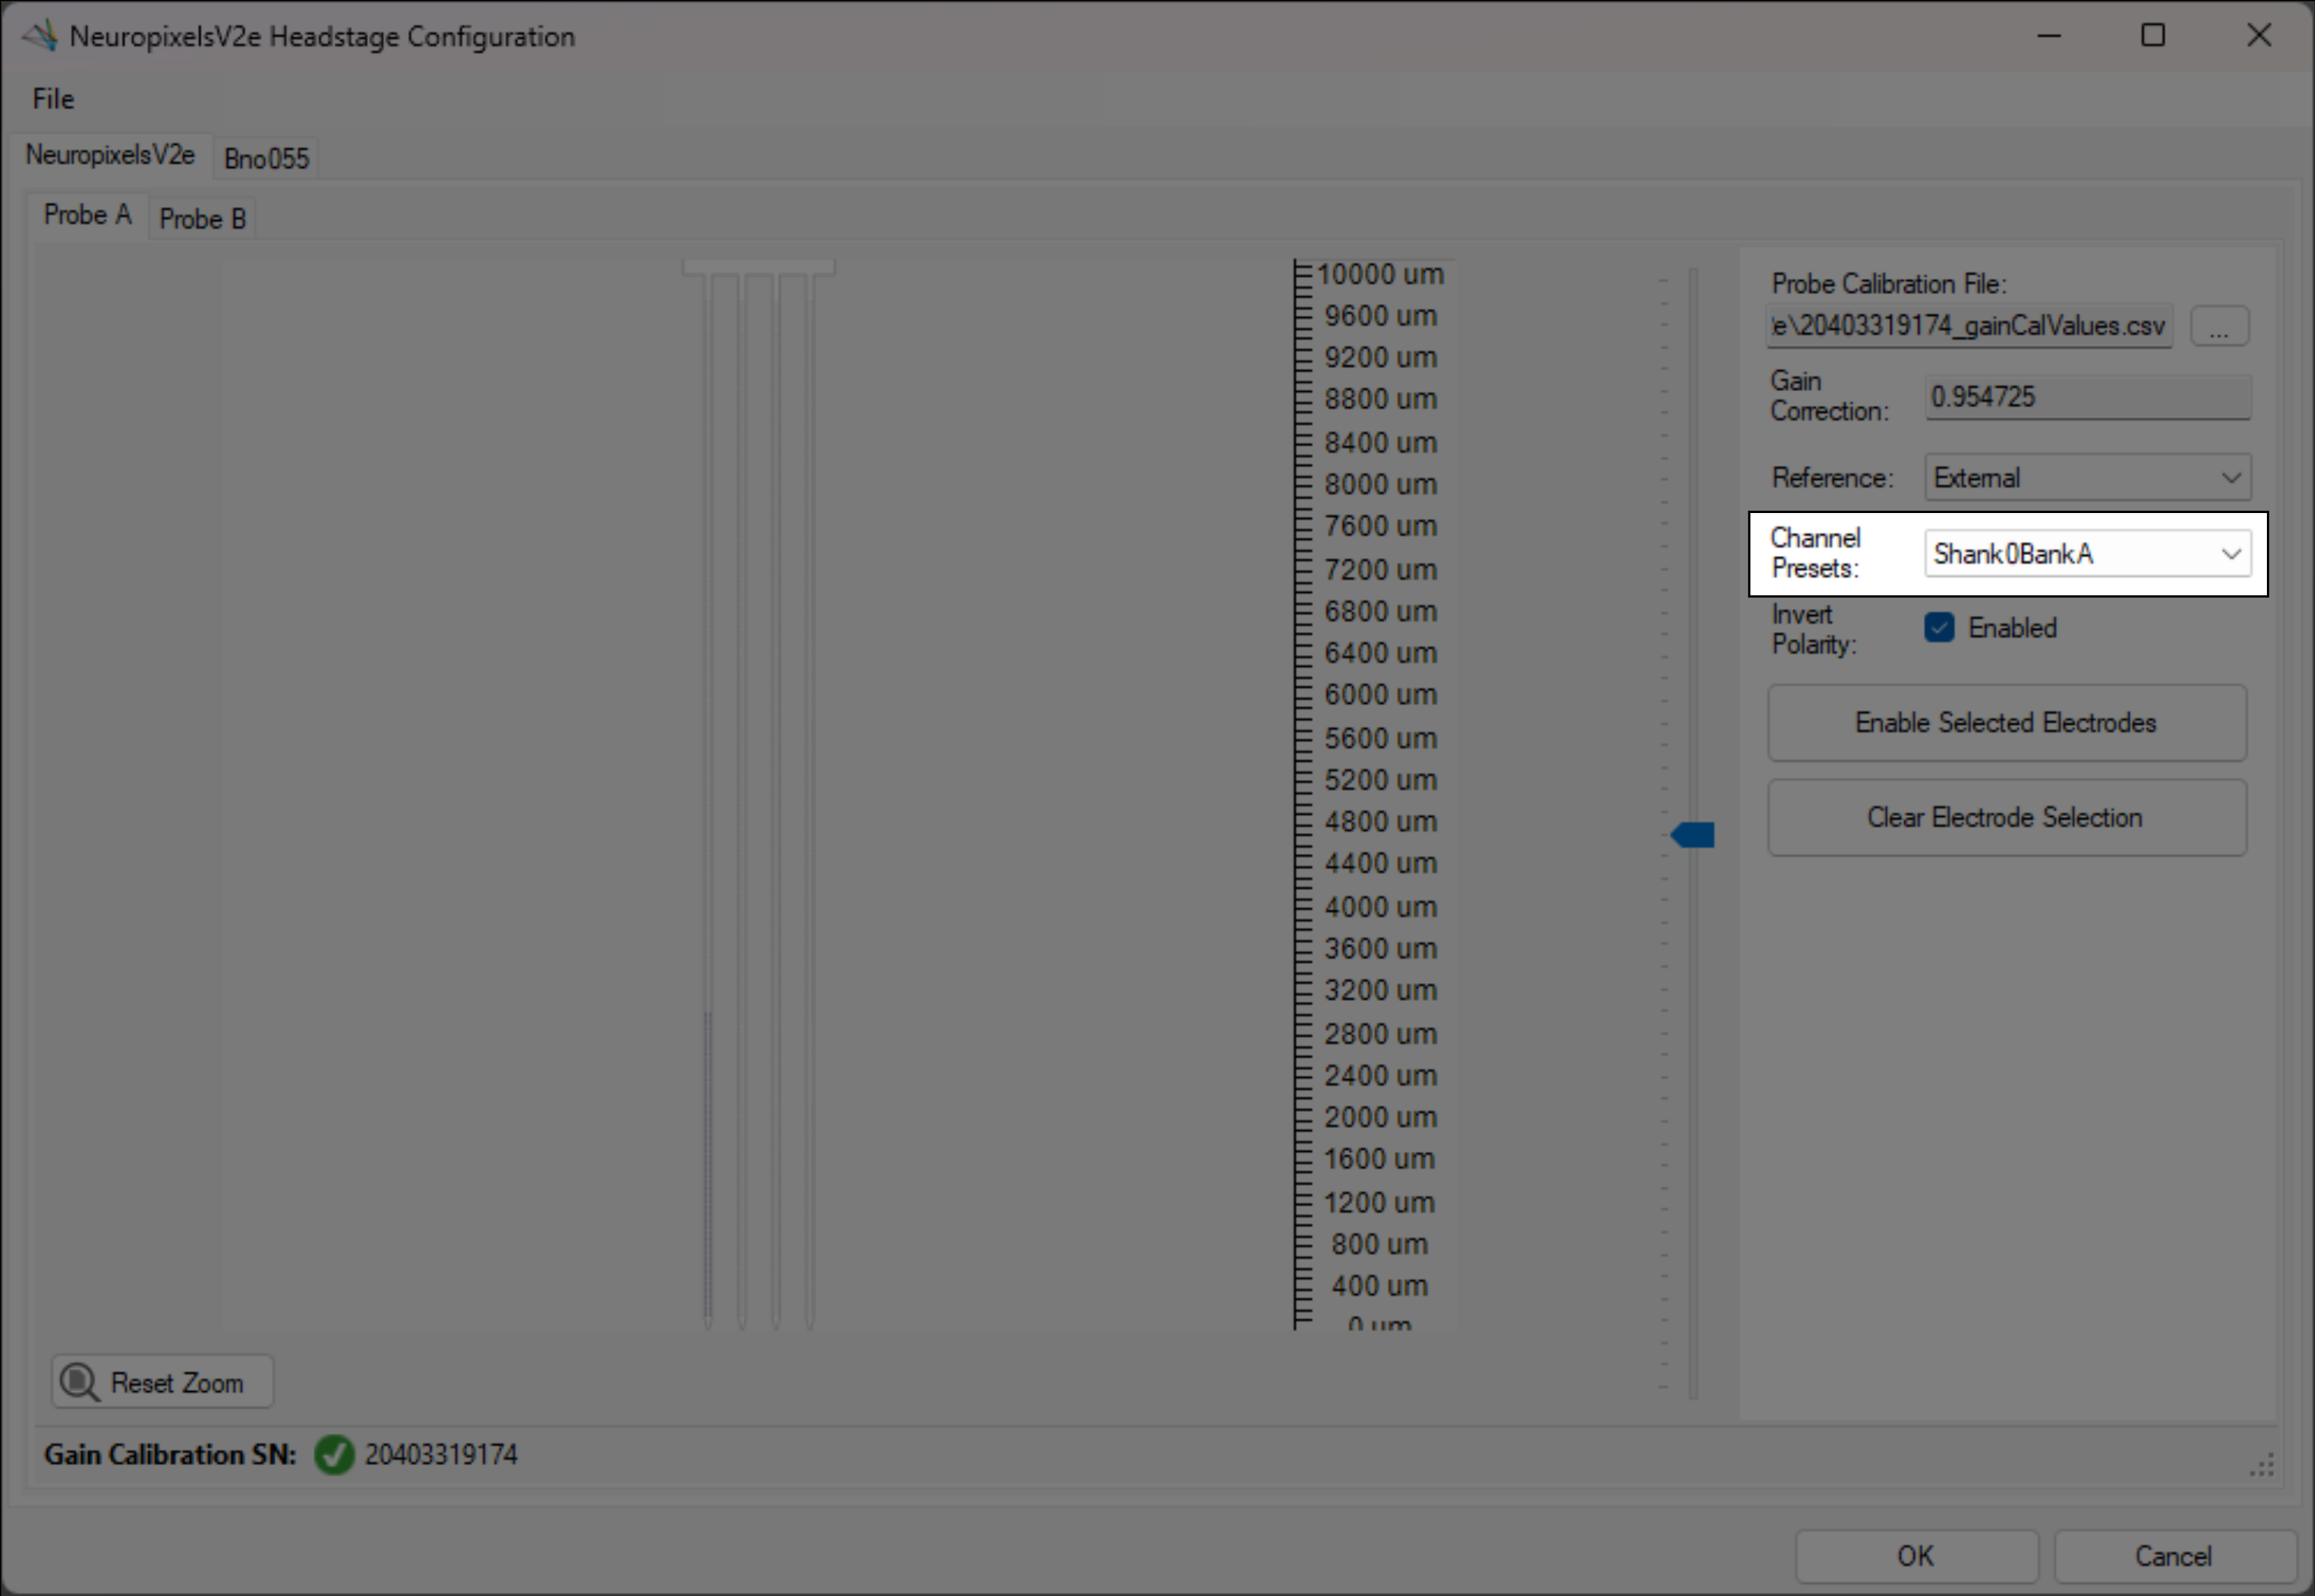 NeuropixelsV2e Headstage Configuration
File
NeuropixelsV2e Bno055
Probe A Probe B
10000 um
9600 um
9200 um
8800 um
8400 um
8000 um
7600 um
7200 um
6800 um
6400 um
6000 um
5600 um
5200 um
4800 um
4400 um
4000 um
3600 um
3200 um
2800 um
2400 um
2000 um
1600 um
1200 um
800 um
400 um
0 um
Probe Calibration File:
e\20403319174_gainCalValues.csv ...
Gain
Correction: 0.954725
Reference: External
Channel
Presets: Shank0BankA
Invert
Polarity: Enabled
Enable Selected Electrodes
Clear Electrode Selection
Reset Zoom
Gain Calibration SN: 20403319174
OK Cancel